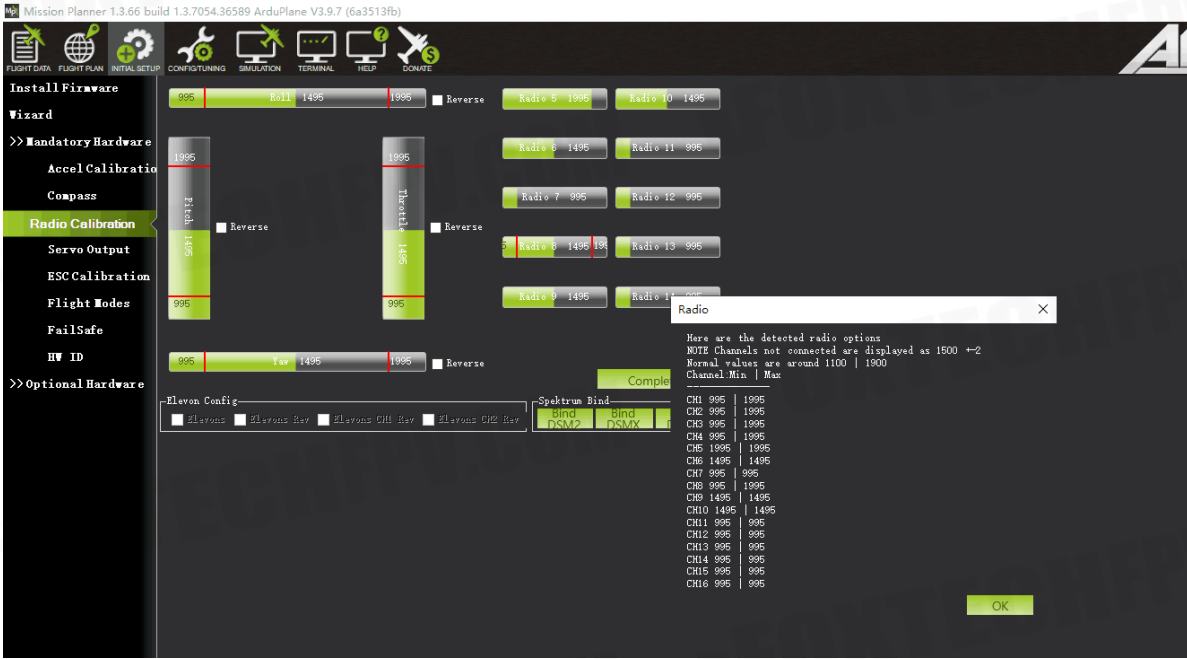 Mission Planner 1.3.66 build 1.3.7054.36589 ArduPlane V3.9.7 (6a3513fb)
FLIGHT DATA FLIGHT PLAN INITIAL SETUP CONFIG/TUNING SIMULATION TERMINAL HELP DONATE
Install Firmware
Wizard
>> Mandatory Hardware
Accel Calibratio
Compass
Radio Calibration
Servo Output
ESC Calibration
Flight Modes
FailSafe
HW ID
>> Optional Hardware
995 Roll 1495 1995 Reverse
1995 Pitch 1495 995 Reverse
1995 Throttle 1495 995 Reverse
995 Yaw 1495 1995 Reverse
Radio 5 1995 Radio 10 1495
Radio 6 1495 Radio 11 995
Radio 7 995 Radio 12 995
Radio 8 1495 199 Radio 13 995
Radio 9 1495 Radio 1
Comple
Elevon Config
Elevons Elevons Rev Elevons CH1 Rev Elevons CH2 Rev
Spektrum Bind
Bind DSM2 Bind DSMX
Radio
Here are the detected radio options
NOTE Channels not connected are displayed as 1500 +-2
Normal values are around 1100 | 1900
Channel:Min | Max
CH1 995 | 1995
CH2 995 | 1995
CH3 995 | 1995
CH4 995 | 1995
CH5 1995 | 1995
CH6 1495 | 1495
CH7 995 | 995
CH8 995 | 1995
CH9 1495 | 1495
CH10 1495 | 1495
CH11 995 | 995
CH12 995 | 995
CH13 995 | 995
CH14 995 | 995
CH15 995 | 995
CH16 995 | 995
OK